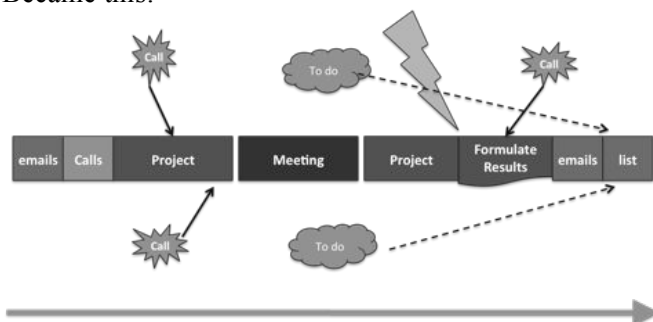 Became this:
Call
To do
Call
emails
Calls
Project
Meeting
Project
Formulate
Results
emails
list
Call
To do